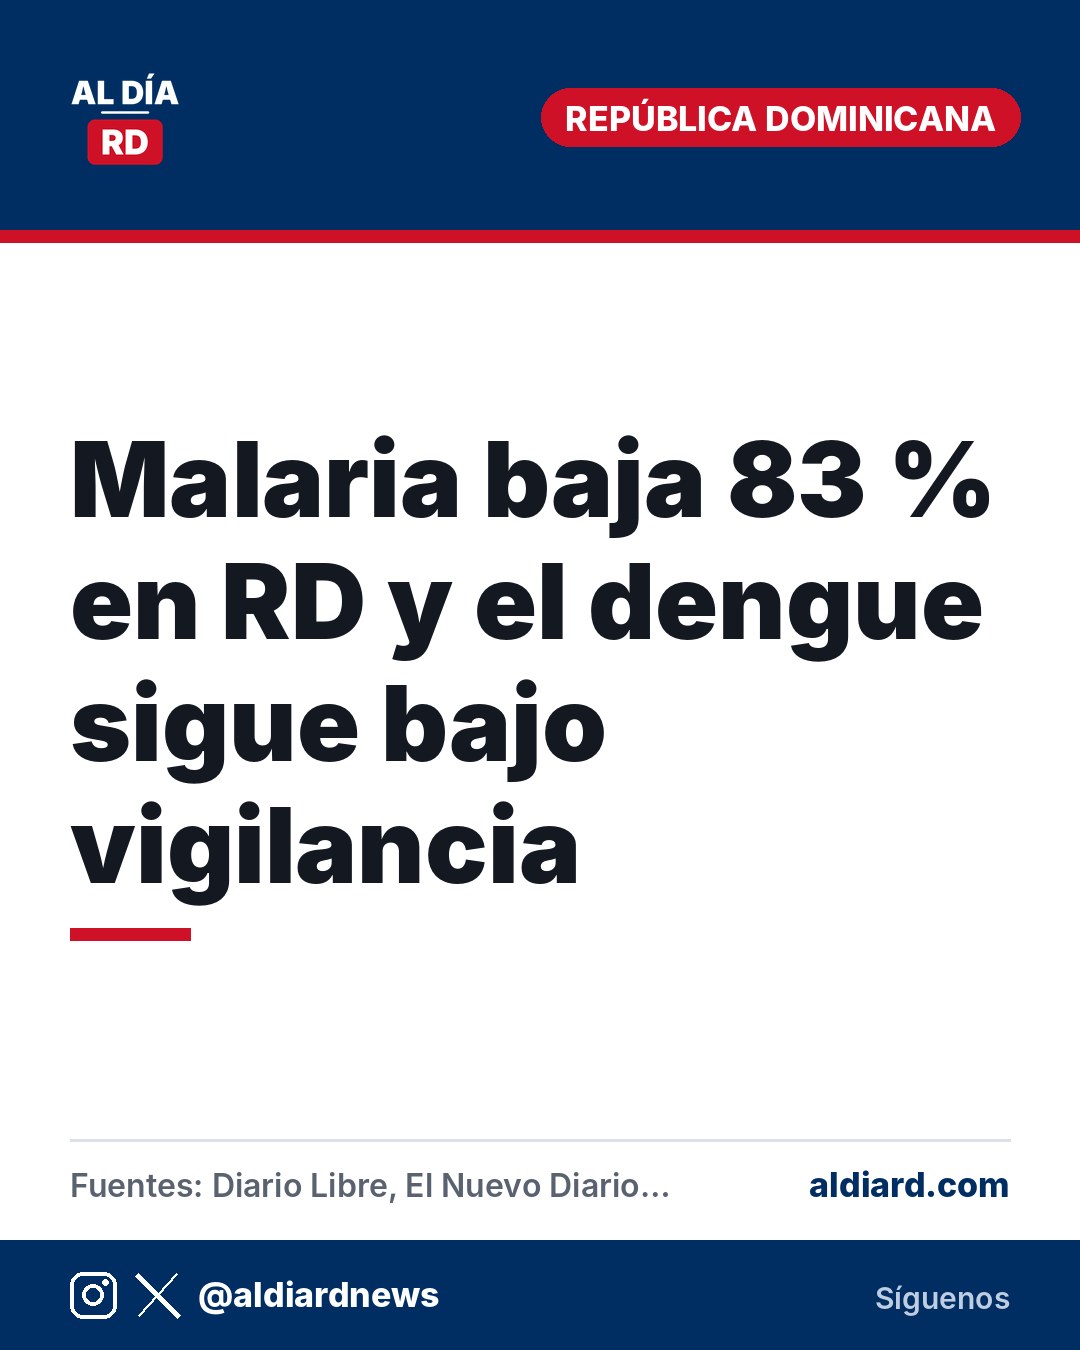 AL DÍA
RD
REPÚBLICA DOMINICANA
Malaria baja 83 %
en RD y el dengue
sigue bajo
vigilancia
Fuentes: Diario Libre, El Nuevo Diario...
aldiard.com
@aldiardnews
Síguenos